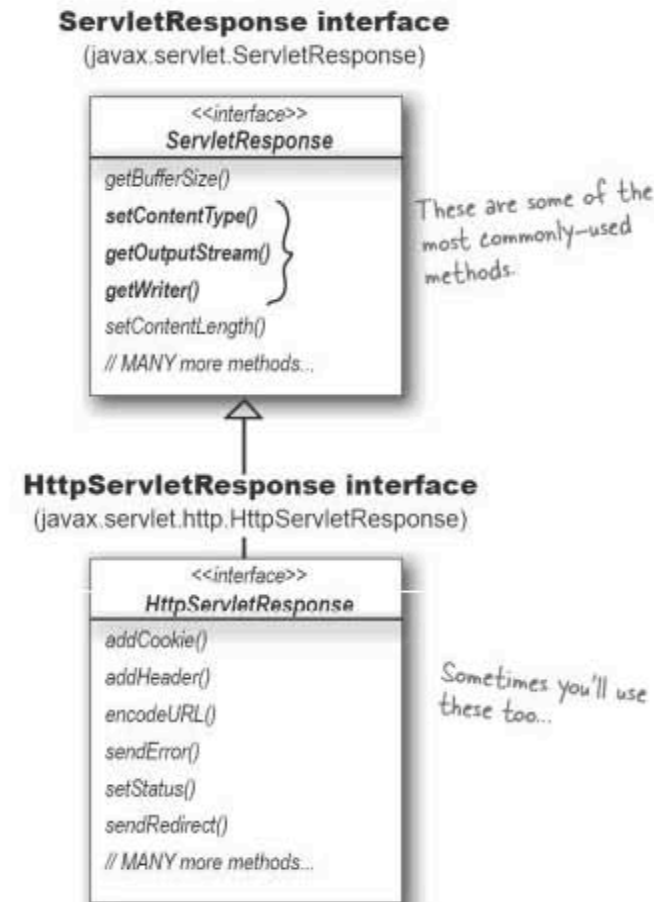 ServletResponse interface
(javax.servlet.ServletResponse)
<<interface>>
ServletResponse
getBufferSize()
setContentType()
getOutputStream()
getWriter()
setContentLength()
// MANY more methods...
These are some of the
most commonly-used
methods.
HttpServletResponse interface
(javax.servlet.http.HttpServletResponse)
<<interface>>
HttpServletResponse
addCookie()
addHeader()
encodeURL()
sendError()
setStatus()
sendRedirect()
// MANY more methods...
Sometimes you'll use
these too...